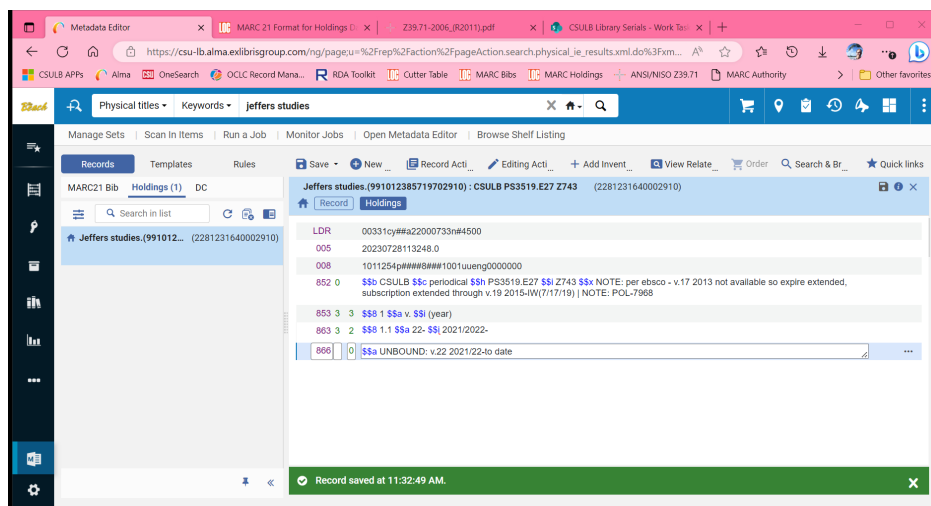 Metadata Editor
MARC 21 Format for Holdings D
Z39.71-2006_(R2011).pdf
CSULB Library Serials - Work Tas
https://csu-lb.alma.exlibrisgroup.com/ng/page;u=%2Frep%2Faction%2FpageAction.search.physical_ie_results.xml.do%3Fxm...
CSULB APPs Alma OneSearch OCLC Record Mana... RDA Toolkit Cutter Table MARC Bibs MARC Holdings ANSI/NISO Z39.71 MARC Authority Other favorites
Beach Physical titles Keywords jeffers studies
Manage Sets | Scan In Items | Run a Job | Monitor Jobs | Open Metadata Editor | Browse Shelf Listing
Records Templates Rules Save New... Record Acti... Editing Acti... + Add Invent... View Relate... Order Search & Br... Quick links
MARC21 Bib Holdings (1) DC
Jeffers studies.(991012385719702910) : CSULB PS3519.E27 Z743 (2281231640002910)
Search in list
Record Holdings
Jeffers studies.(991012... (2281231640002910)
LDR 00331cy##a22000733n#4500
005 20230728113248.0
008 1011254p####8###1001uueng0000000
852 0 $$b CSULB $$c periodical $$h PS3519.E27 $$i Z743 $$x NOTE: per ebsco - v.17 2013 not available so expire extended,
subscription extended through v.19 2015-IW(7/17/19) | NOTE: POL-7968
853 3 3 $$8 1 $$a v. $$i (year)
863 3 2 $$8 1.1 $$a 22- $$i 2021/2022-
866 0 $$a UNBOUND: v.22 2021/22-to date
Record saved at 11:32:49 AM.